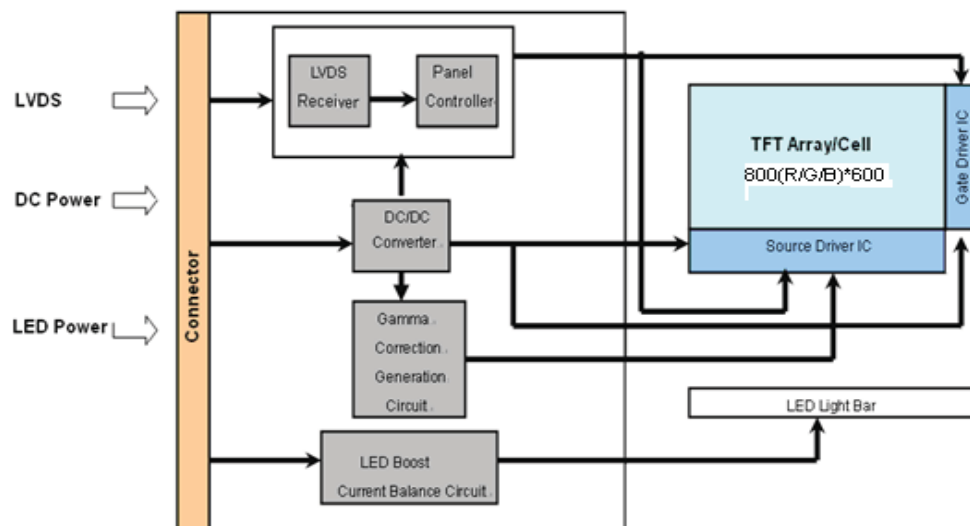 LVDS
DC Power
LED Power
Connector
LVDS
Receiver
Panel
Controller
DC/DC
Converter
Gamma
Correction
Generation
Circuit
LED Boost
Current Balance Circuit
TFT Array/Cell
800(R/G/B)*600
Gate Driver IC
Source Driver IC
LED Light Bar